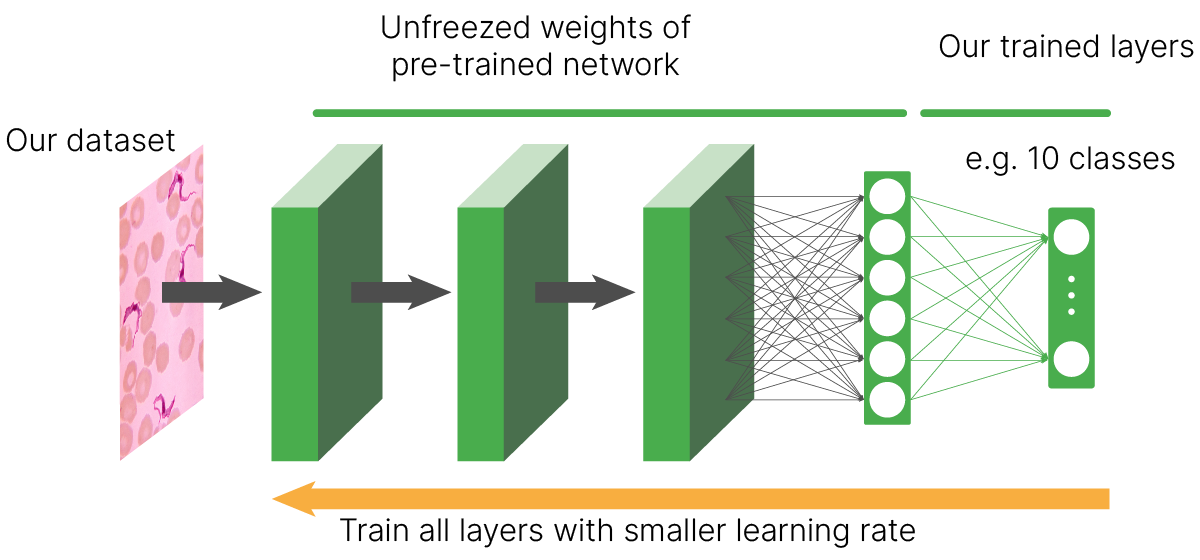 Unfreezed weights of
pre-trained network
Our trained layers
Our dataset
e.g. 10 classes
Train all layers with smaller learning rate